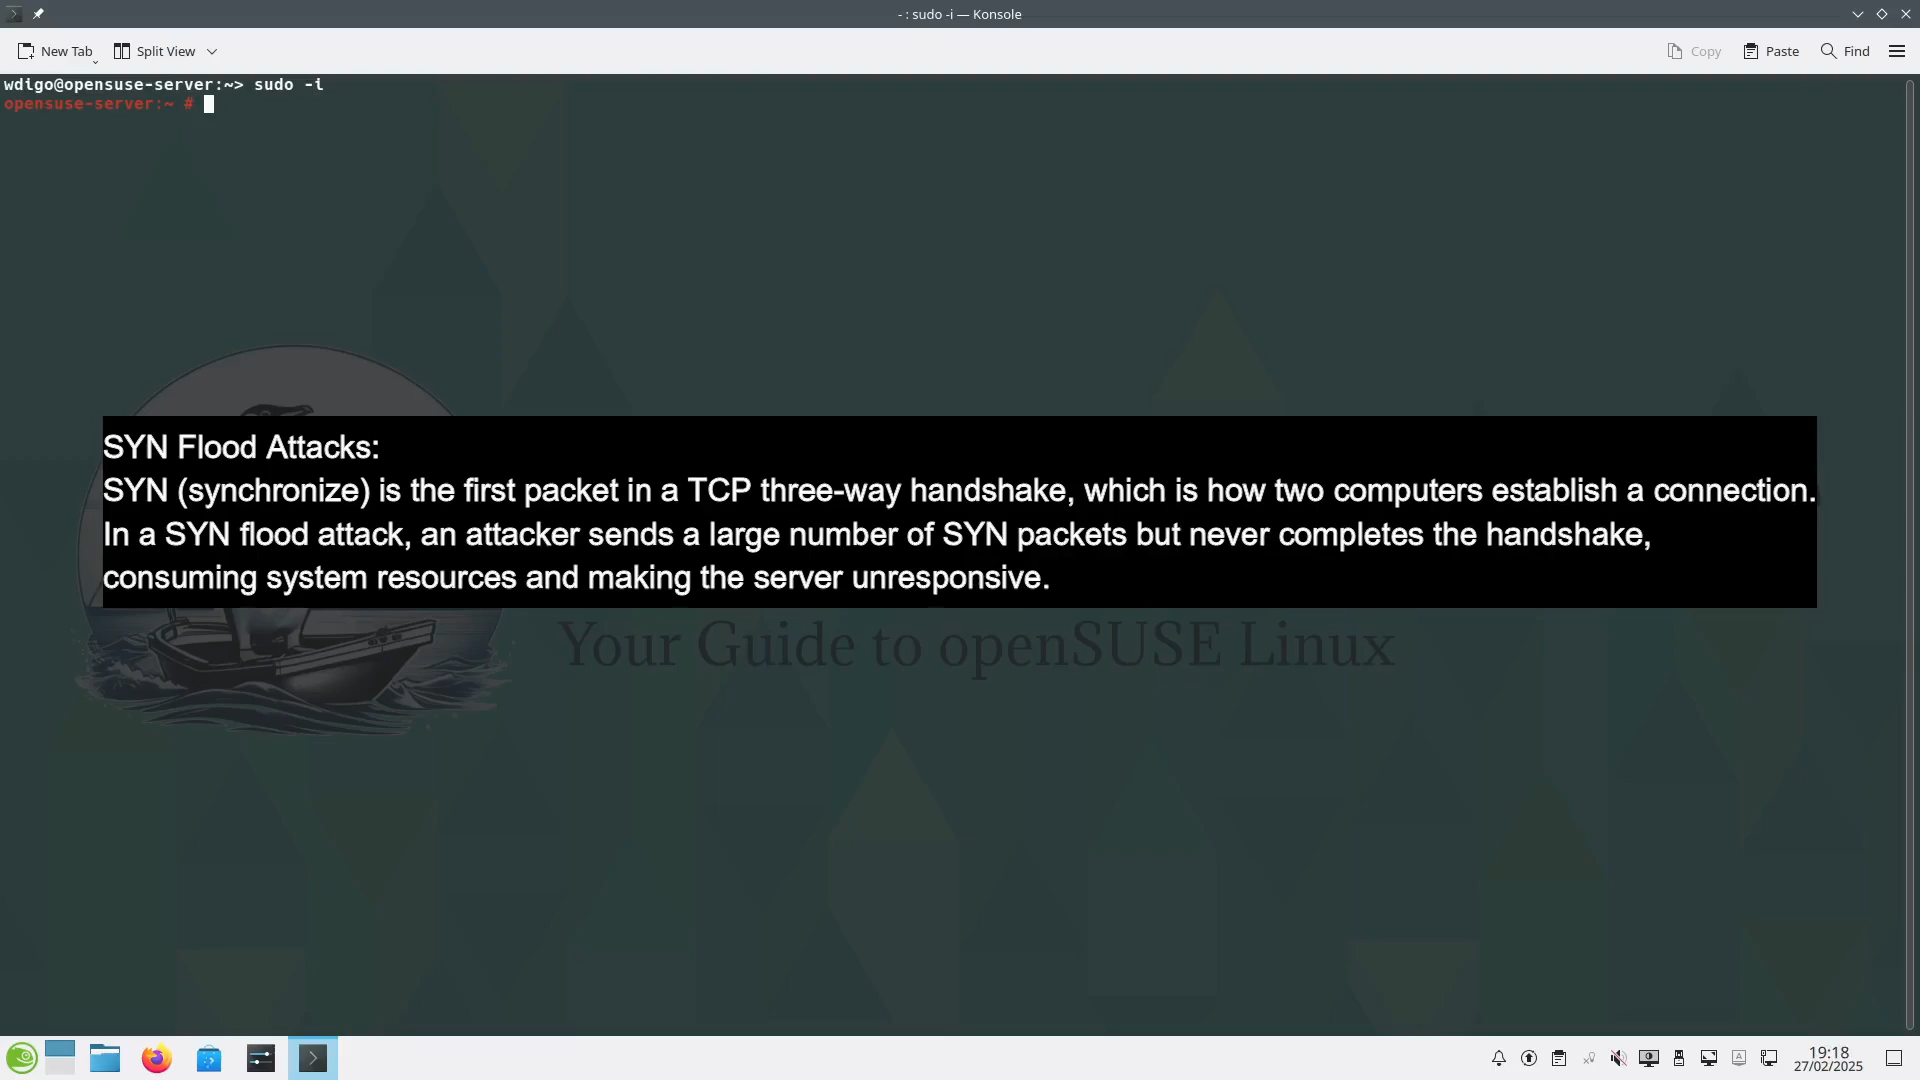 - : sudo -i — Konsole
New Tab
Split View
Copy
Paste
Find
wdigo@opensuse-server:~> sudo -i
opensuse-server:~ #
SYN Flood Attacks:
SYN (synchronize) is the first packet in a TCP three-way handshake, which is how two computers establish a connection.
In a SYN flood attack, an attacker sends a large number of SYN packets but never completes the handshake,
consuming system resources and making the server unresponsive.
Your Guide to openSUSE Linux
19:18
27/02/2025